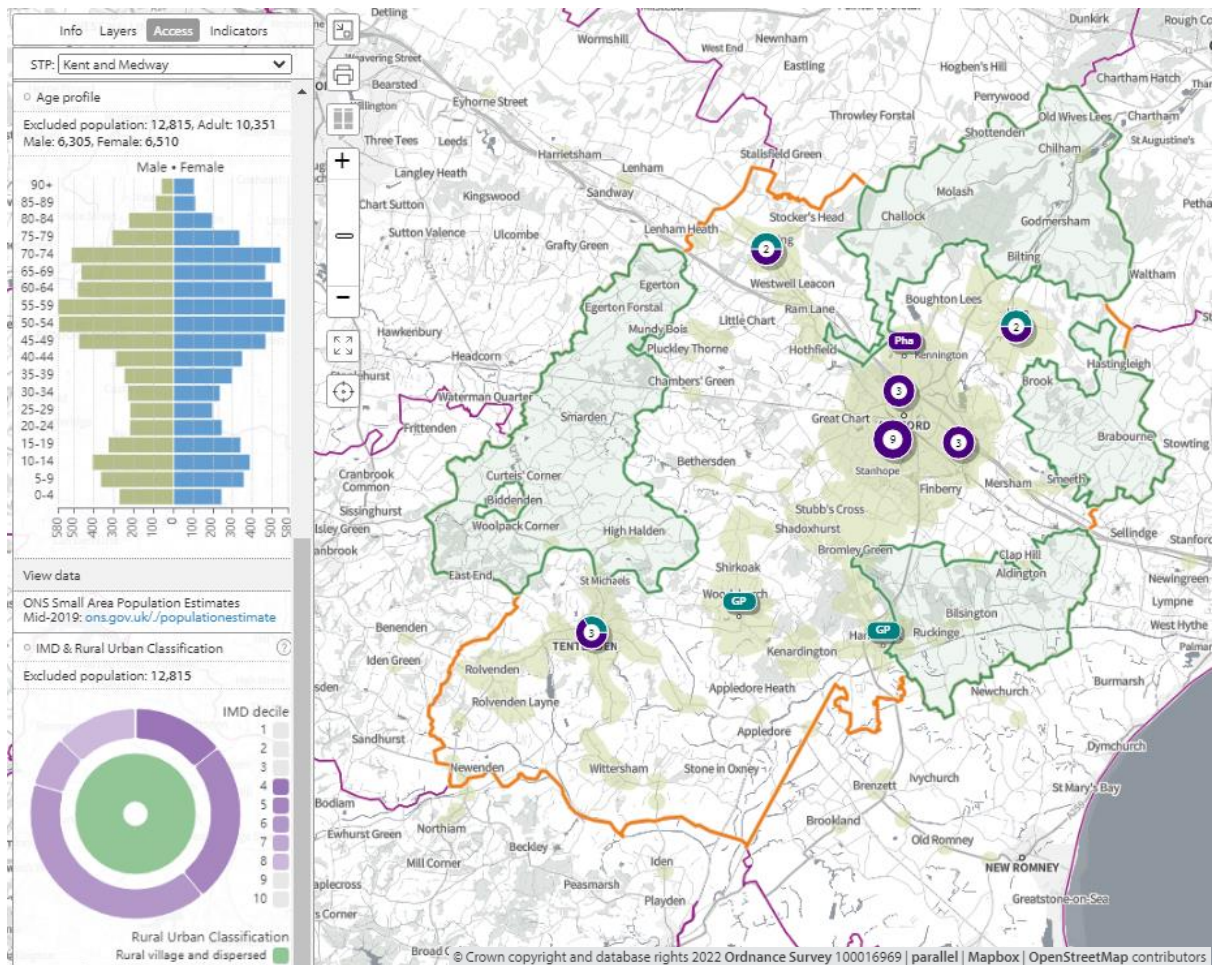 Info Layers Access Indicators
STP: Kent and Medway
Age profile
Excluded population: 12,815, Adult: 10,351
Male: 6,305, Female: 6,510
Male • Female
90+
85-89
80-84
75-79
70-74
65-69
60-64
55-59
50-54
45-49
40-44
35-39
30-34
25-29
20-24
15-19
10-14
5-9
0-4
580 500 400 300 200 100 0 100 200 300 400 500 580
View data
ONS Small Area Population Estimates
Mid-2019: ons.gov.uk/./populationestimate
IMD & Rural Urban Classification ?
Excluded population: 12,815
IMD decile
1
2
3
4
5
6
7
8
9
10
Rural Urban Classification
Rural village and dispersed
+
−
Detling
Wormshill
Newnham
West End
Eastling
Dunkirk
Rough Co
Hogben's Hill
Weavering Street
Bearsted
Eyhorne Street
Chartham Hatch
Perrywood
Old Wives Lees
Chartham
Throwley Forstal
Three Tees
Leeds
Shottenden
St Augustine's
Harrietsham
Lenham
Stalisfield Green
Chilham
Langley Heath
Kingswood
Sandway
Molash
Chart Sutton
Stocker's Head
Challock
Godmersham
Petha
Sutton Valence
Ulcombe
Grafty Green
Lenham Heath
2
Bilting
Waltham
Egerton
Westwell Leacon
Boughton Lees
Egerton Forstal
Little Chart
Ram Lane
2
Hawkenbury
Mundy Bois
Pluckley Thorne
Hothfield
Pha
Kennington
Hastingleigh
Headcorn
A274
A251
Chambers' Green
3
Brook
Waterman Quarter
Smarden
Great Chart
Brabourne
Stowting
Frittenden
9
3
Bethersden
Stanhope
Mersham
Smeeth
Cranbrook
Common
Curteis' Corner
Finberry
Sissinghurst
Biddenden
Stubb's Cross
Sellindge
Stanford
Woolpack Corner
High Halden
Shadoxhurst
Bromley Green
Clap Hill
East End
St Michaels
Shirkoak
Aldington
Newingreen
GP
Lympne
Bilsington
Benenden
3
GP
Ruckinge
West Hythe
Iden Green
Kenardington
Rolvenden
Appledore Heath
Newchurch
Burmarsh
Rolvenden Layne
Sandhurst
Appledore
Dymchurch
Newenden
Wittersham
Stone in Oxney
Ivychurch
Brenzett
St Mary's Bay
Bodiam
Northiam
Brookland
Ewhurst Green
Beckley
Old Romney
Mill Corner
Iden
NEW ROMNEY
Peasmarsh
Playden
Greatstone-on-Sea
© Crown copyright and database rights 2022 Ordnance Survey 100016969 | parallel | Mapbox | OpenStreetMap contributors